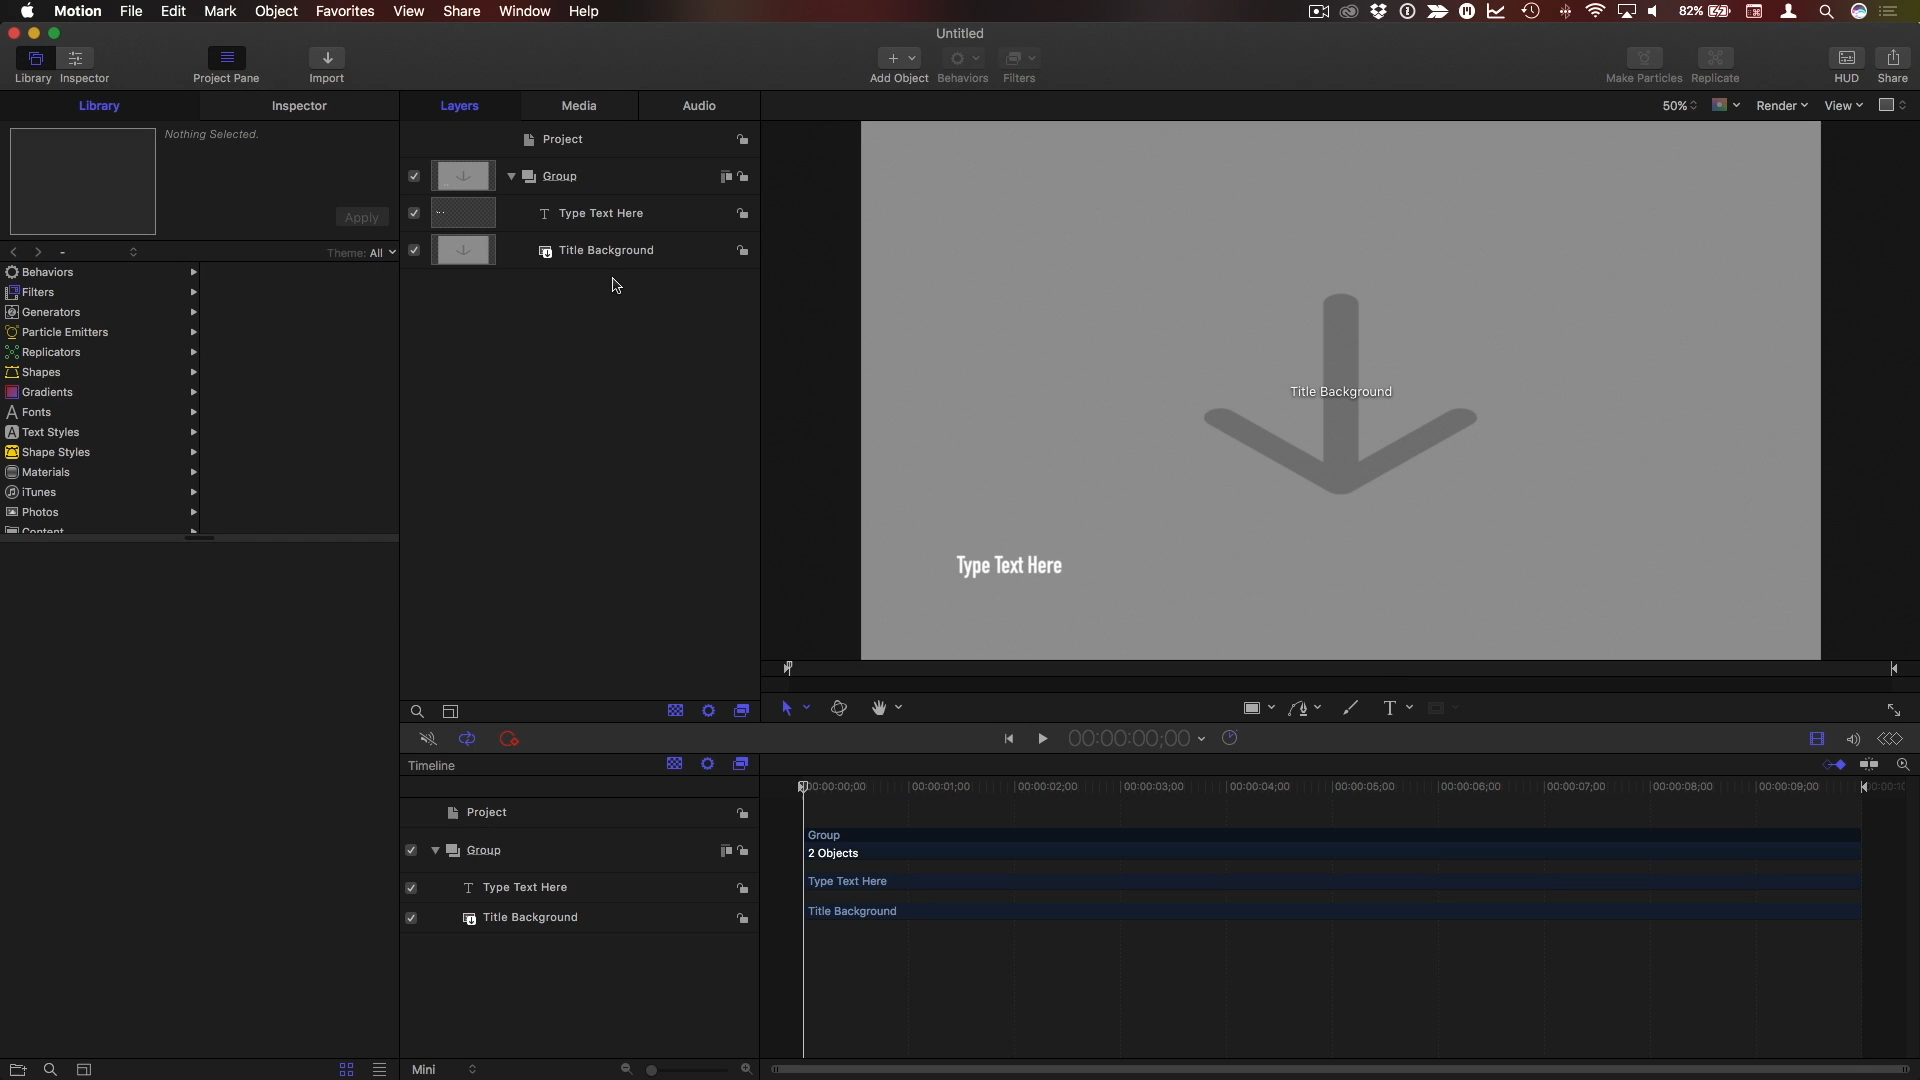 Motion File Edit Mark Object Favorites View Share Window Help
82%
Untitled
Library Inspector Project Pane Import Add Object Behaviors Filters Make Particles Replicate HUD Share
Library Inspector Layers Media Audio
50% Render View
Nothing Selected.
Apply
- Theme: All
Behaviors
Filters
Generators
Particle Emitters
Replicators
Shapes
Gradients
Fonts
Text Styles
Shape Styles
Materials
iTunes
Photos
Content
Project
Group
Type Text Here
Title Background
Title Background
Type Text Here
00:00:00;00
Timeline
00:00:00;00 00:00:01;00 00:00:02;00 00:00:03;00 00:00:04;00 00:00:05;00 00:00:06;00 00:00:07;00 00:00:08;00 00:00:09;00
Project
Group
Type Text Here
Title Background
Group
2 Objects
Type Text Here
Title Background
Mini